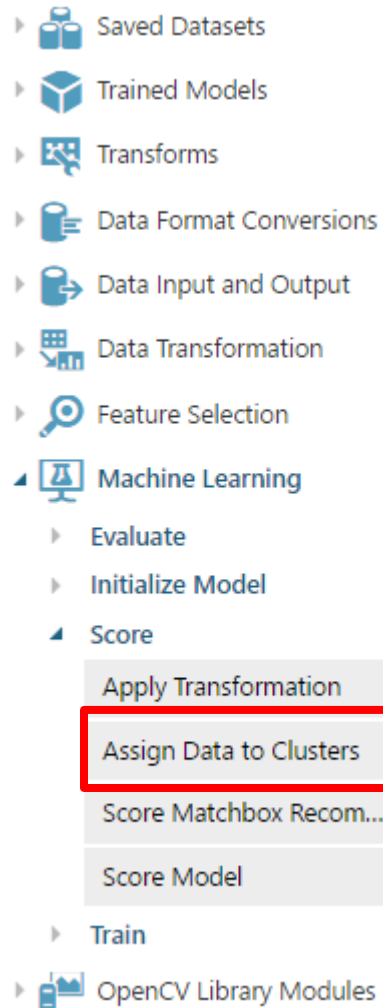 Saved Datasets
Trained Models
Transforms
Data Format Conversions
Data Input and Output
Data Transformation
Feature Selection
Machine Learning
Evaluate
Initialize Model
Score
Apply Transformation
Assign Data to Clusters
Score Matchbox Recom...
Score Model
Train
OpenCV Library Modules